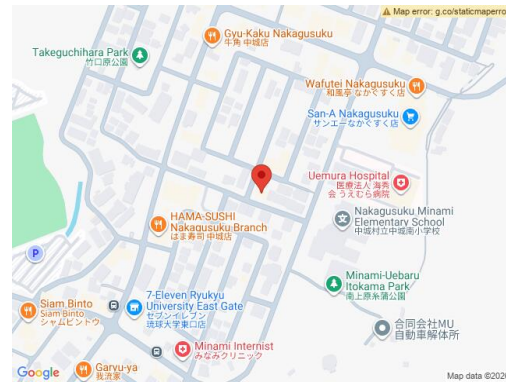 Map error: g.co/staticmaperro
Gyu-Kaku Nakagusuku
牛角 中城店
Takeguchihara Park
竹口原公園
Wafutei Nakagusuku
和風亭 なかぐすく店
San-A Nakagusuku
サンエーなかぐすく店
Uemura Hospital
医療法人 海秀
会 うえむら病院
HAMA-SUSHI
Nakagusuku Branch
はま寿司 中城店
Nakagusuku Minami
Elementary School
中城村立中城南小学校
P
Minami-Uebaru
Itokama Park
南上原糸蒲公園
Siam Binto
Siam Binto
シャムビントウ
7-Eleven Ryukyu
University East Gate
セブンイレブン
琉球大学東口店
合同会社MU
自動車解体所
Minami Internist
みなみクリニック
Garyu-ya
我流家
Google
Map data ©2026